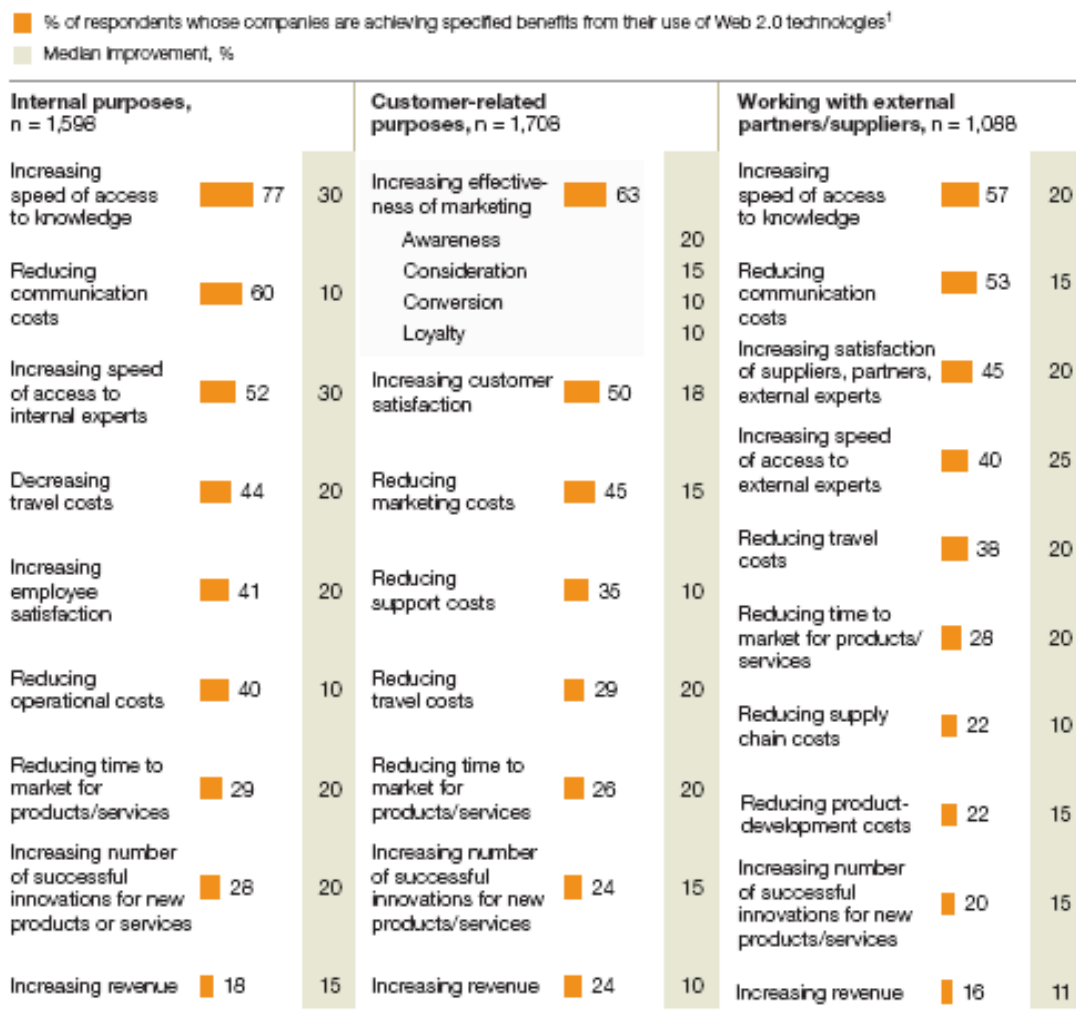 % of respondents whose companies are achieving specified benefits from their use of Web 2.0 technologies†
Median improvement, %
Internal purposes,
n = 1,598
Increasing
speed of access
to knowledge
77
30
Reducing
communication
costs
60
10
Increasing speed
of access to
internal experts
52
30
Decreasing
travel costs
44
20
Increasing
employee
satisfaction
41
20
Reducing
operational costs
40
10
Reducing time to
market for
products/services
29
20
Increasing number
of successful
innovations for new
products or services
28
20
Increasing revenue
18
15
Customer-related
purposes, n = 1,708
Increasing effective-
ness of marketing
63
Awareness
20
Consideration
15
Conversion
10
Loyalty
10
Increasing customer
satisfaction
50
18
Reducing
marketing costs
45
15
Reducing
support costs
35
10
Reducing
travel costs
29
20
Reducing time to
market for
products/services
26
20
Increasing number
of successful
innovations for new
products/services
24
15
Increasing revenue
24
10
Working with external
partners/suppliers, n = 1,088
Increasing
speed of access
to knowledge
57
20
Reducing
communication
costs
53
15
Increasing satisfaction
of suppliers, partners,
external experts
45
20
Increasing speed
of access to
external experts
40
25
Reducing travel
costs
38
20
Reducing time to
market for products/
services
28
20
Reducing supply
chain costs
22
10
Reducing product-
development costs
22
15
Increasing number
of successful
innovations for new
products/services
20
15
Increasing revenue
16
11